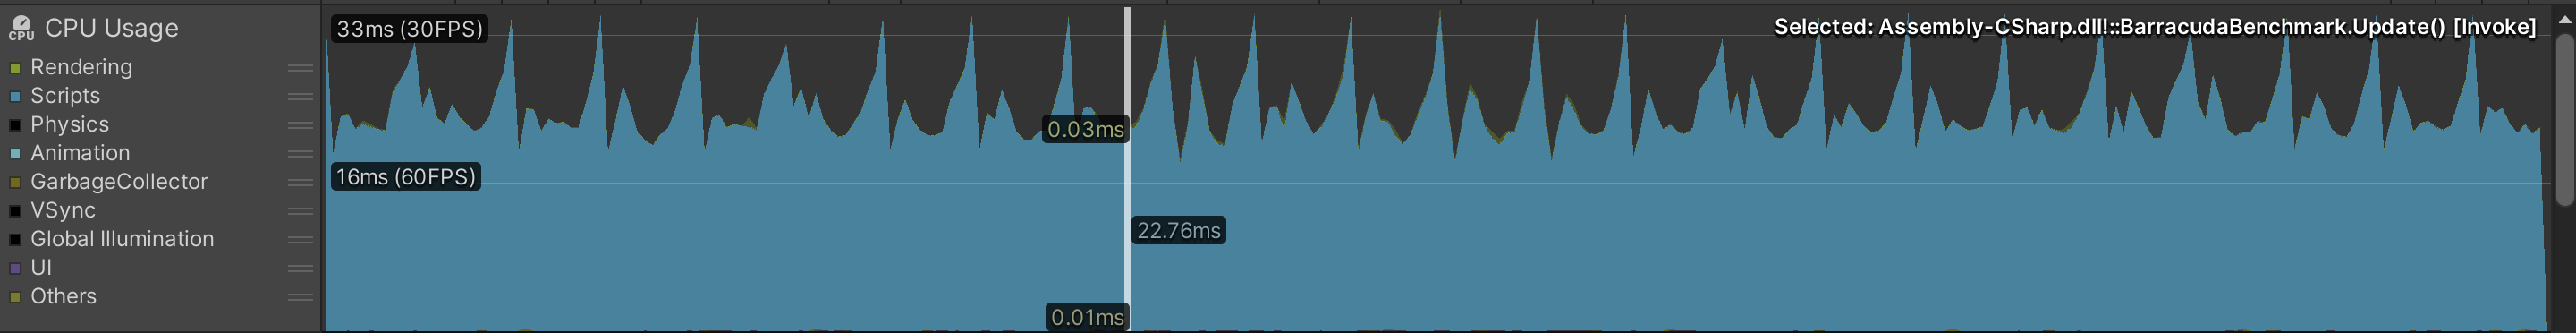 CPU
CPU Usage
Rendering
Scripts
Physics
Animation
GarbageCollector
VSync
Global Illumination
UI
Others
33ms (30FPS)
Selected: Assembly-CSharp.dll!::BarracudaBenchmark.Update() [Invoke]
0.03ms
16ms (60FPS)
22.76ms
0.01ms